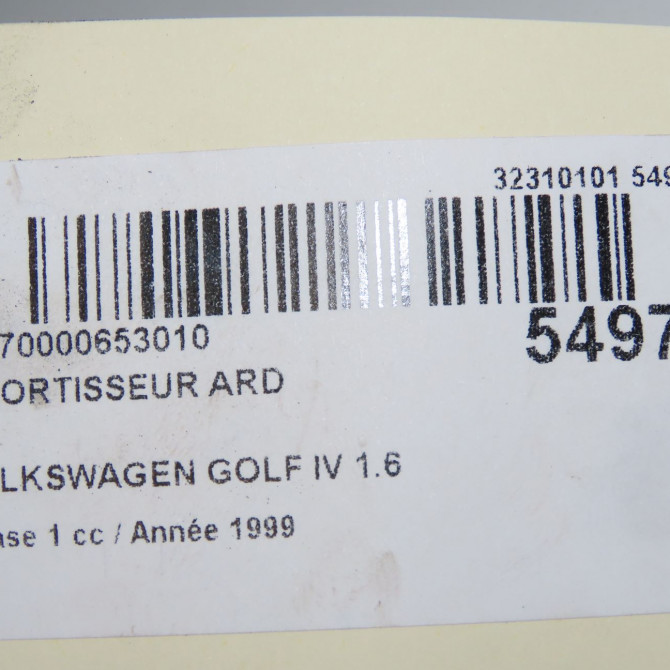 32310101 549
70000653010
5497
ORTISSEUR ARD
LKSWAGEN GOLF IV 1.6
ase 1 cc / Année 1999